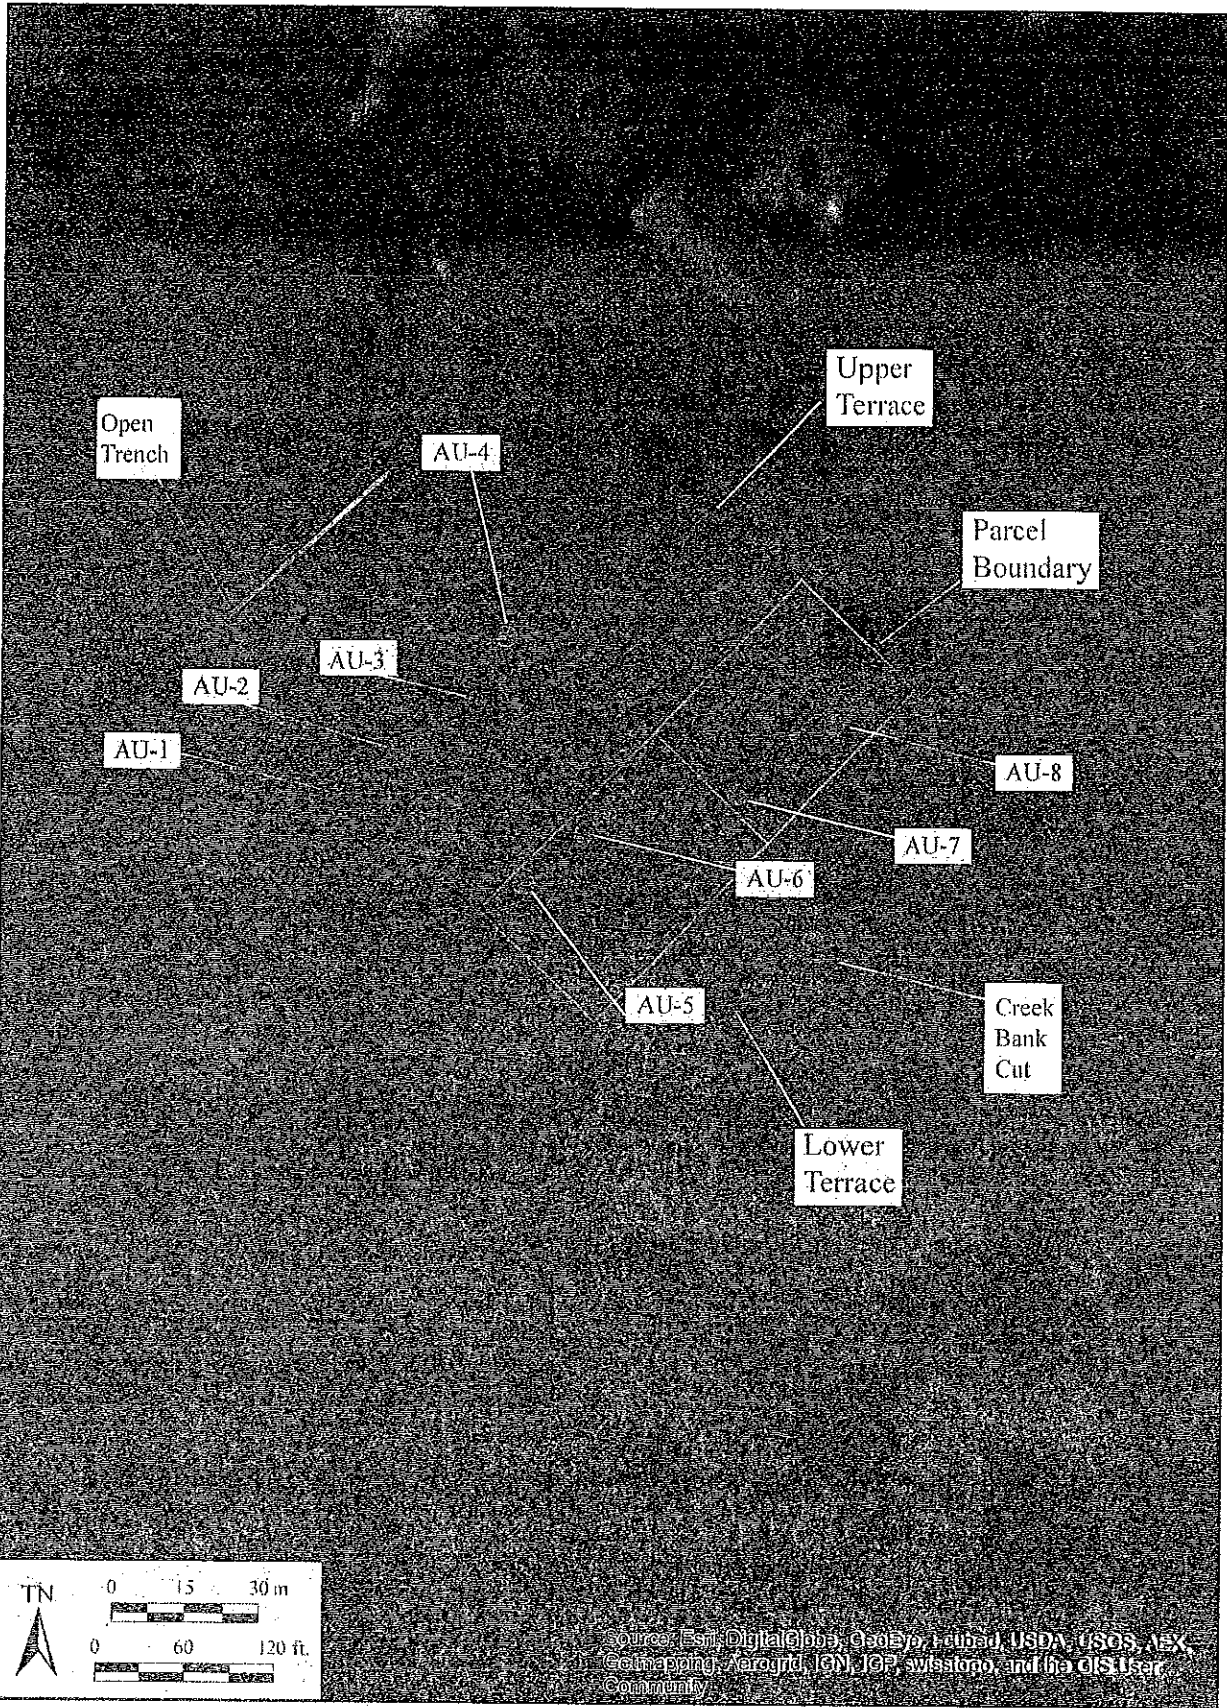 Upper
Terrace
Open
Trench
AU-4
Parcel
Boundary
AU-3
AU-2
AU-1
AU-8
AU-7
AU-6
AU-5
Creek
Bank
Cut
Lower
Terrace
TN
0 15 30 m
0 60 120 ft.
Source: Esri, DigitalGlobe, GeoEye, i-cubed, USDA, USGS, AEX,
Getmapping, Aerogrid, IGN, IGP, swisstopo, and the GIS User
Community